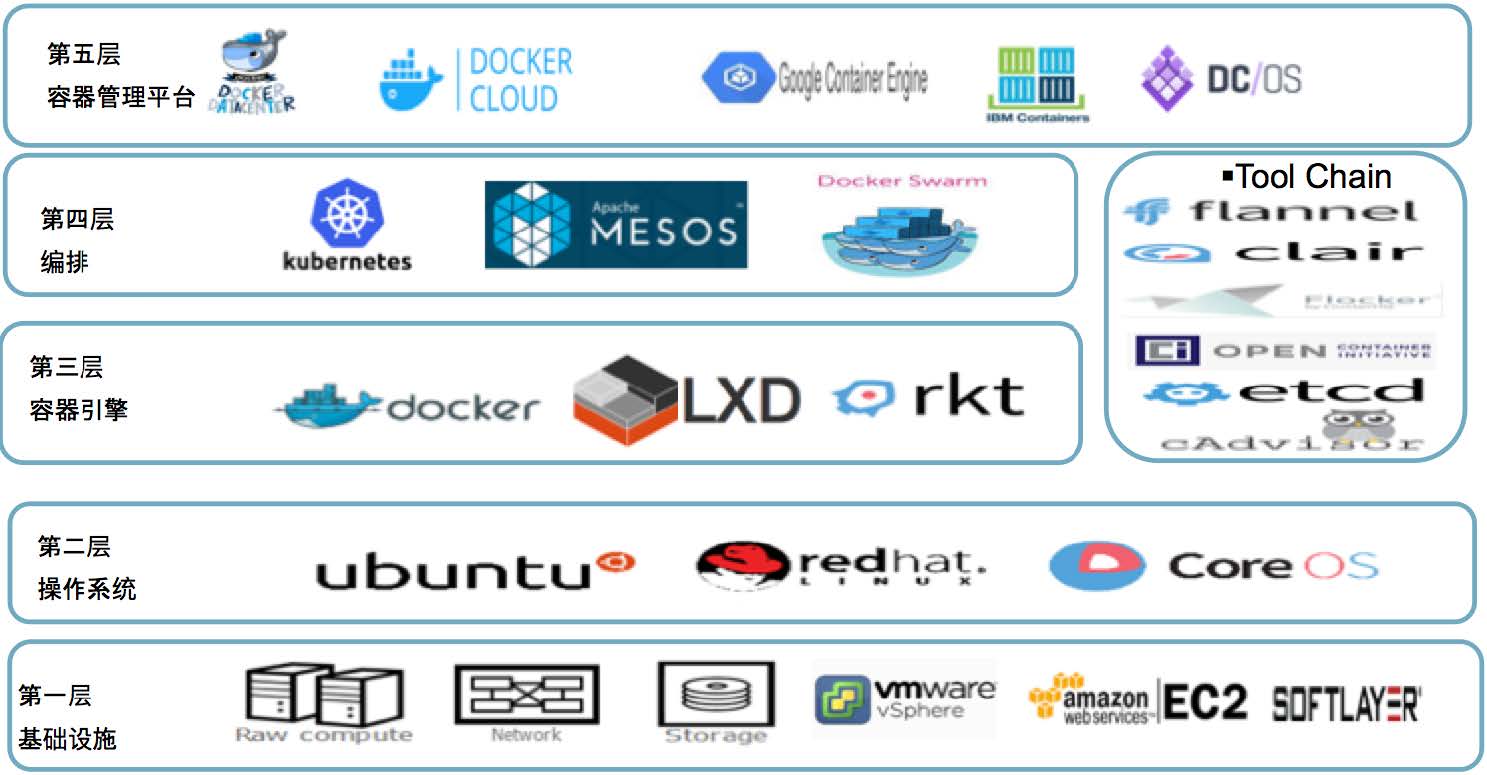 第五层
容器管理平台
DOCKER
DATACENTER
DOCKER
CLOUD
Google Container Engine
IBM Containers
DC/OS
第四层
编排
kubernetes
Apache
MESOS™
Docker Swarm
▪Tool Chain
flannel
clair
Flocker
OPEN CONTAINER INITIATIVE
etcd
cAdvisor
第三层
容器引擎
docker
LXD
rkt
第二层
操作系统
ubuntu
redhat.
LINUX
Core OS
第一层
基础设施
Raw compute
Network
Storage
vmware
vSphere
amazon
web services™
EC2
SOFTLAYER